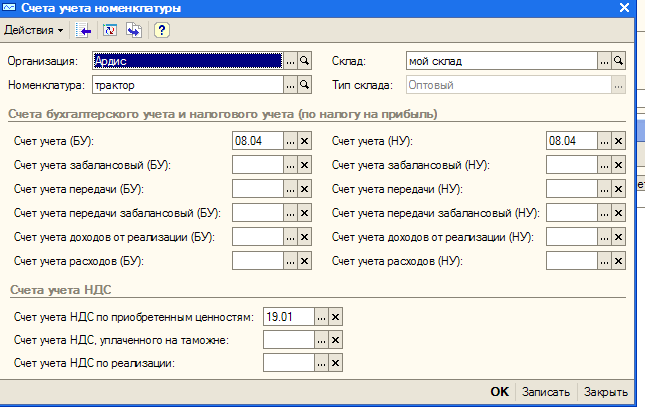 Счета учета номенклатуры
Действия
Организация: Ардис ... Склад: мой склад ...
Номенклатура: трактор ... Тип склада: Оптовый ...
Счета бухгалтерского учета и налогового учета (по налогу на прибыль)
Счет учета (БУ): 08.04 ... Счет учета (НУ): 08.04 ...
Счет учета забалансовый (БУ): ... Счет учета забалансовый (НУ): ...
Счет учета передачи (БУ): ... Счет учета передачи (НУ): ...
Счет учета передачи забалансовый (БУ): ... Счет учета передачи забалансовый (НУ): ...
Счет учета доходов от реализации (БУ): ... Счет учета доходов от реализации (НУ): ...
Счет учета расходов (БУ): ... Счет учета расходов (НУ): ...
Счета учета НДС
Счет учета НДС по приобретенным ценностям: 19.01 ...
Счет учета НДС, уплаченного на таможне: ...
Счет учета НДС по реализации: ...
OK Записать Закрыть